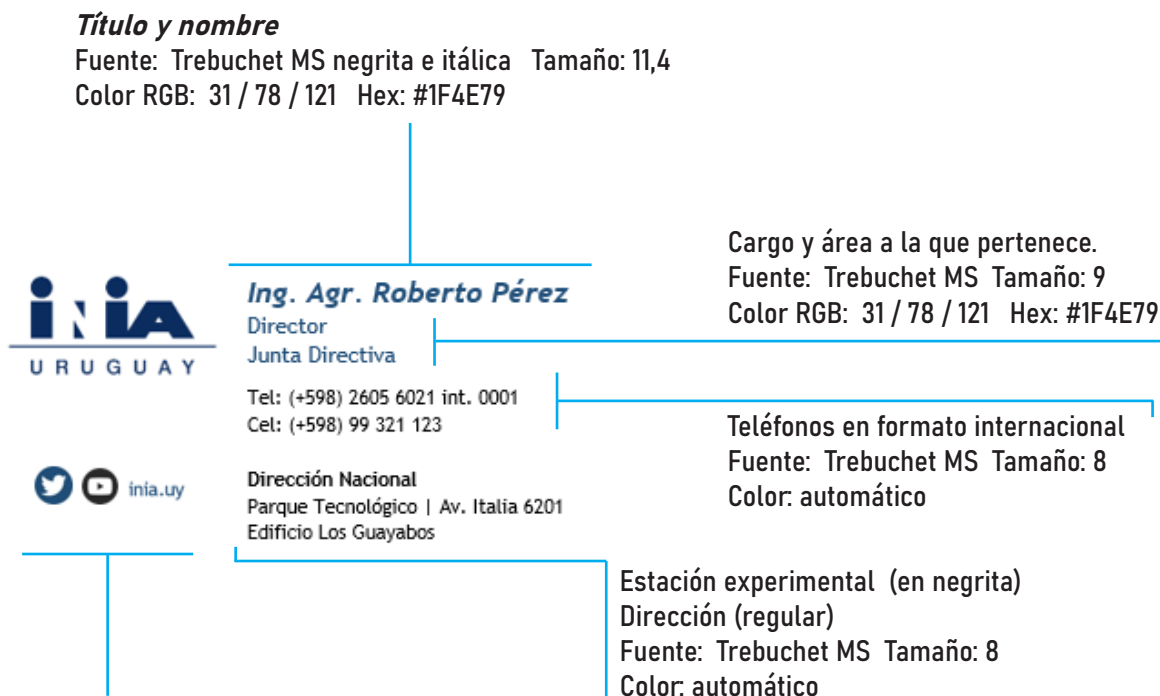 Título y nombre
Fuente: Trebuchet MS negrita e itálica Tamaño: 11,4
Color RGB: 31 / 78 / 121 Hex: #1F4E79
Cargo y área a la que pertenece.
Fuente: Trebuchet MS Tamaño: 9
Color RGB: 31 / 78 / 121 Hex: #1F4E79
INIA
URUGUAY
Ing. Agr. Roberto Pérez
Director
Junta Directiva
Tel: (+598) 2605 6021 int. 0001
Cel: (+598) 99 321 123
Teléfonos en formato internacional
Fuente: Trebuchet MS Tamaño: 8
Color: automático
inia.uy
Dirección Nacional
Parque Tecnológico | Av. Italia 6201
Edificio Los Guayabos
Estación experimental (en negrita)
Dirección (regular)
Fuente: Trebuchet MS Tamaño: 8
Color: automático